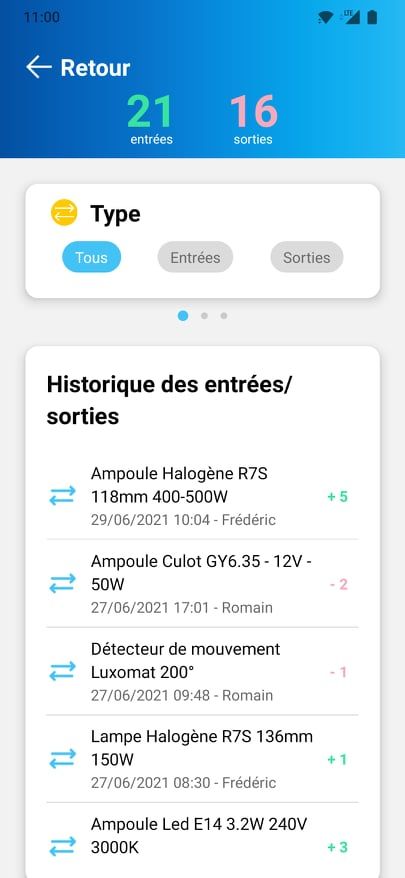 11:00
LTE
Retour
21 16
entrées sorties
Type
Tous Entrées Sorties
Historique des entrées/
sorties
Ampoule Halogène R7S
118mm 400-500W
+ 5
29/06/2021 10:04 - Frédéric
Ampoule Culot GY6.35 - 12V -
50W
- 2
27/06/2021 17:01 - Romain
Détecteur de mouvement
Luxomat 200°
- 1
27/06/2021 09:48 - Romain
Lampe Halogène R7S 136mm
150W
+ 1
27/06/2021 08:30 - Frédéric
Ampoule Led E14 3.2W 240V
3000K
+ 3